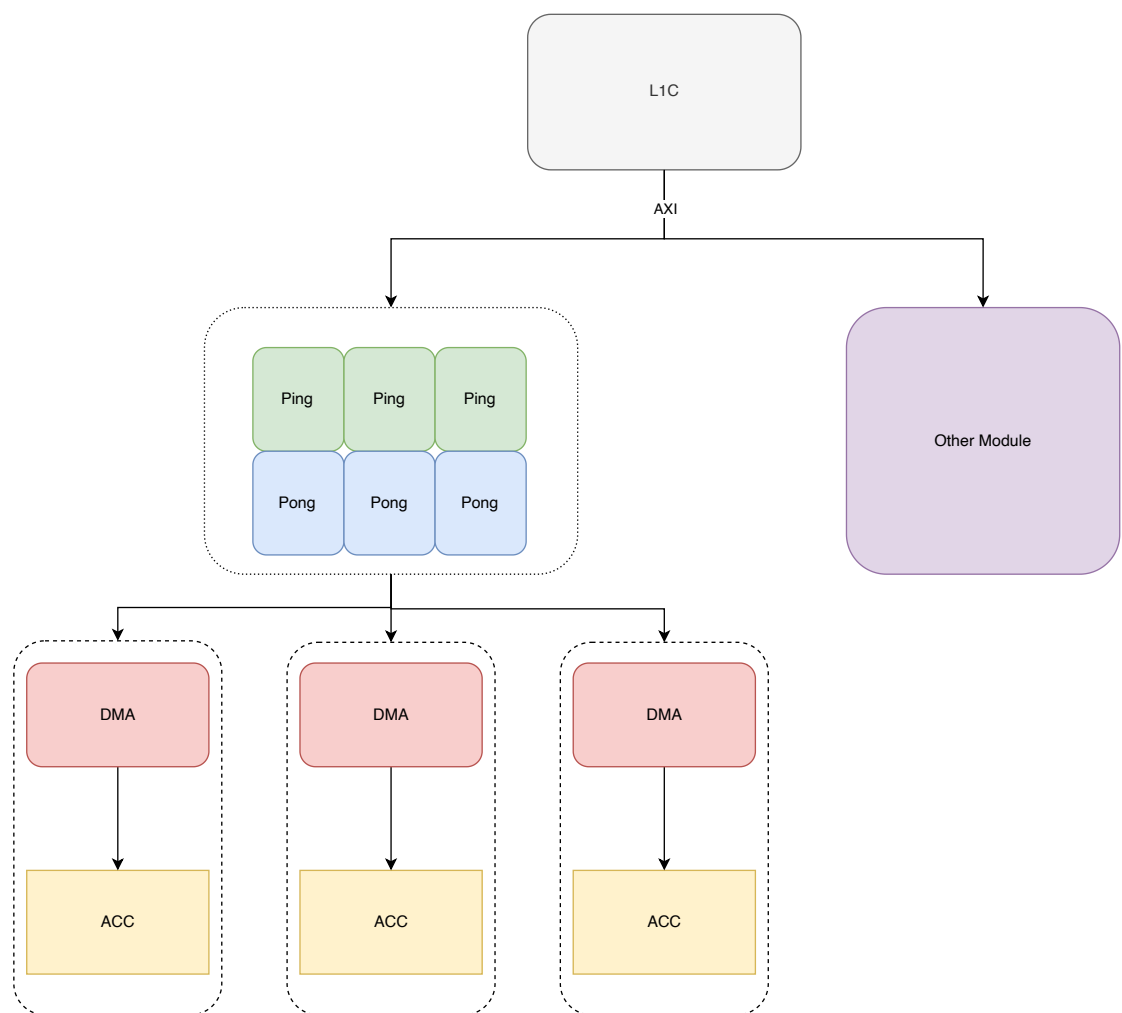 L1C
AXI
Ping Ping Ping
Other Module
Pong Pong Pong
DMA DMA DMA
ACC ACC ACC